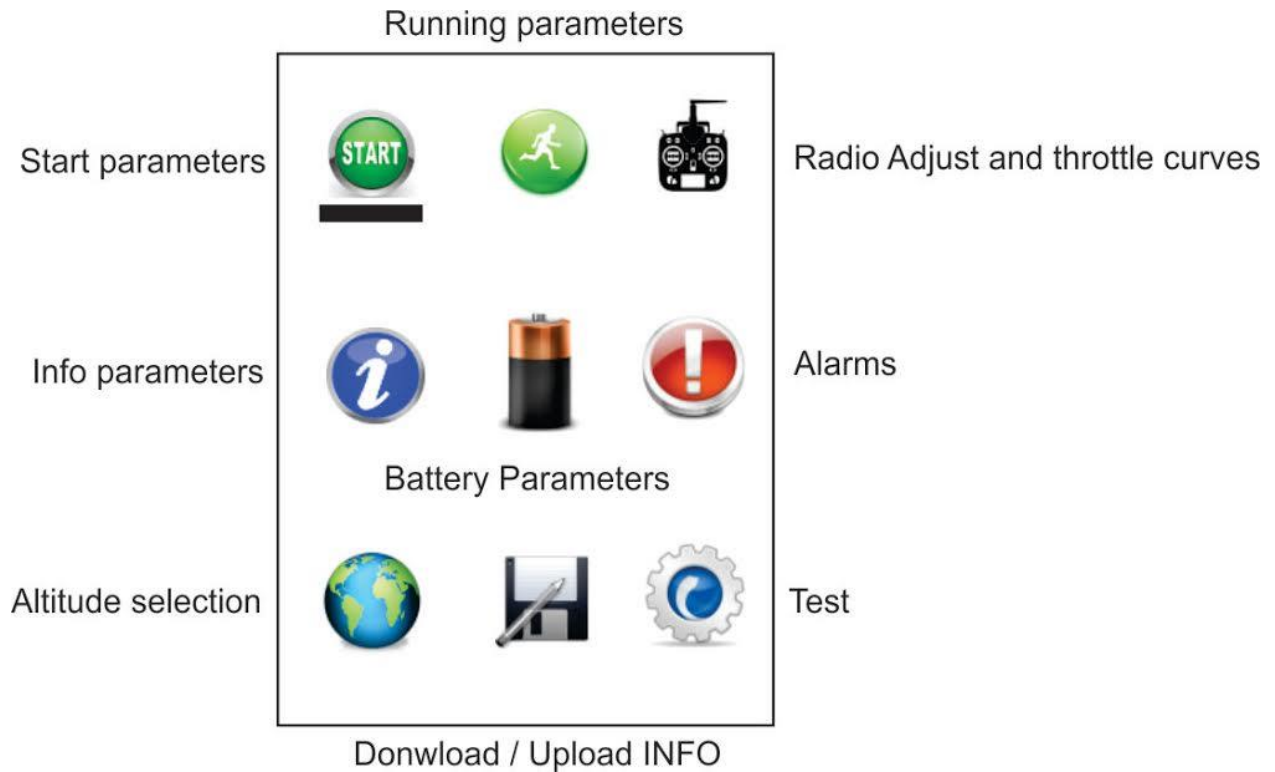 Running parameters
Start parameters
START
Radio Adjust and throttle curves
Info parameters
i
Alarms
Battery Parameters
Altitude selection
Test
Donwload / Upload INFO